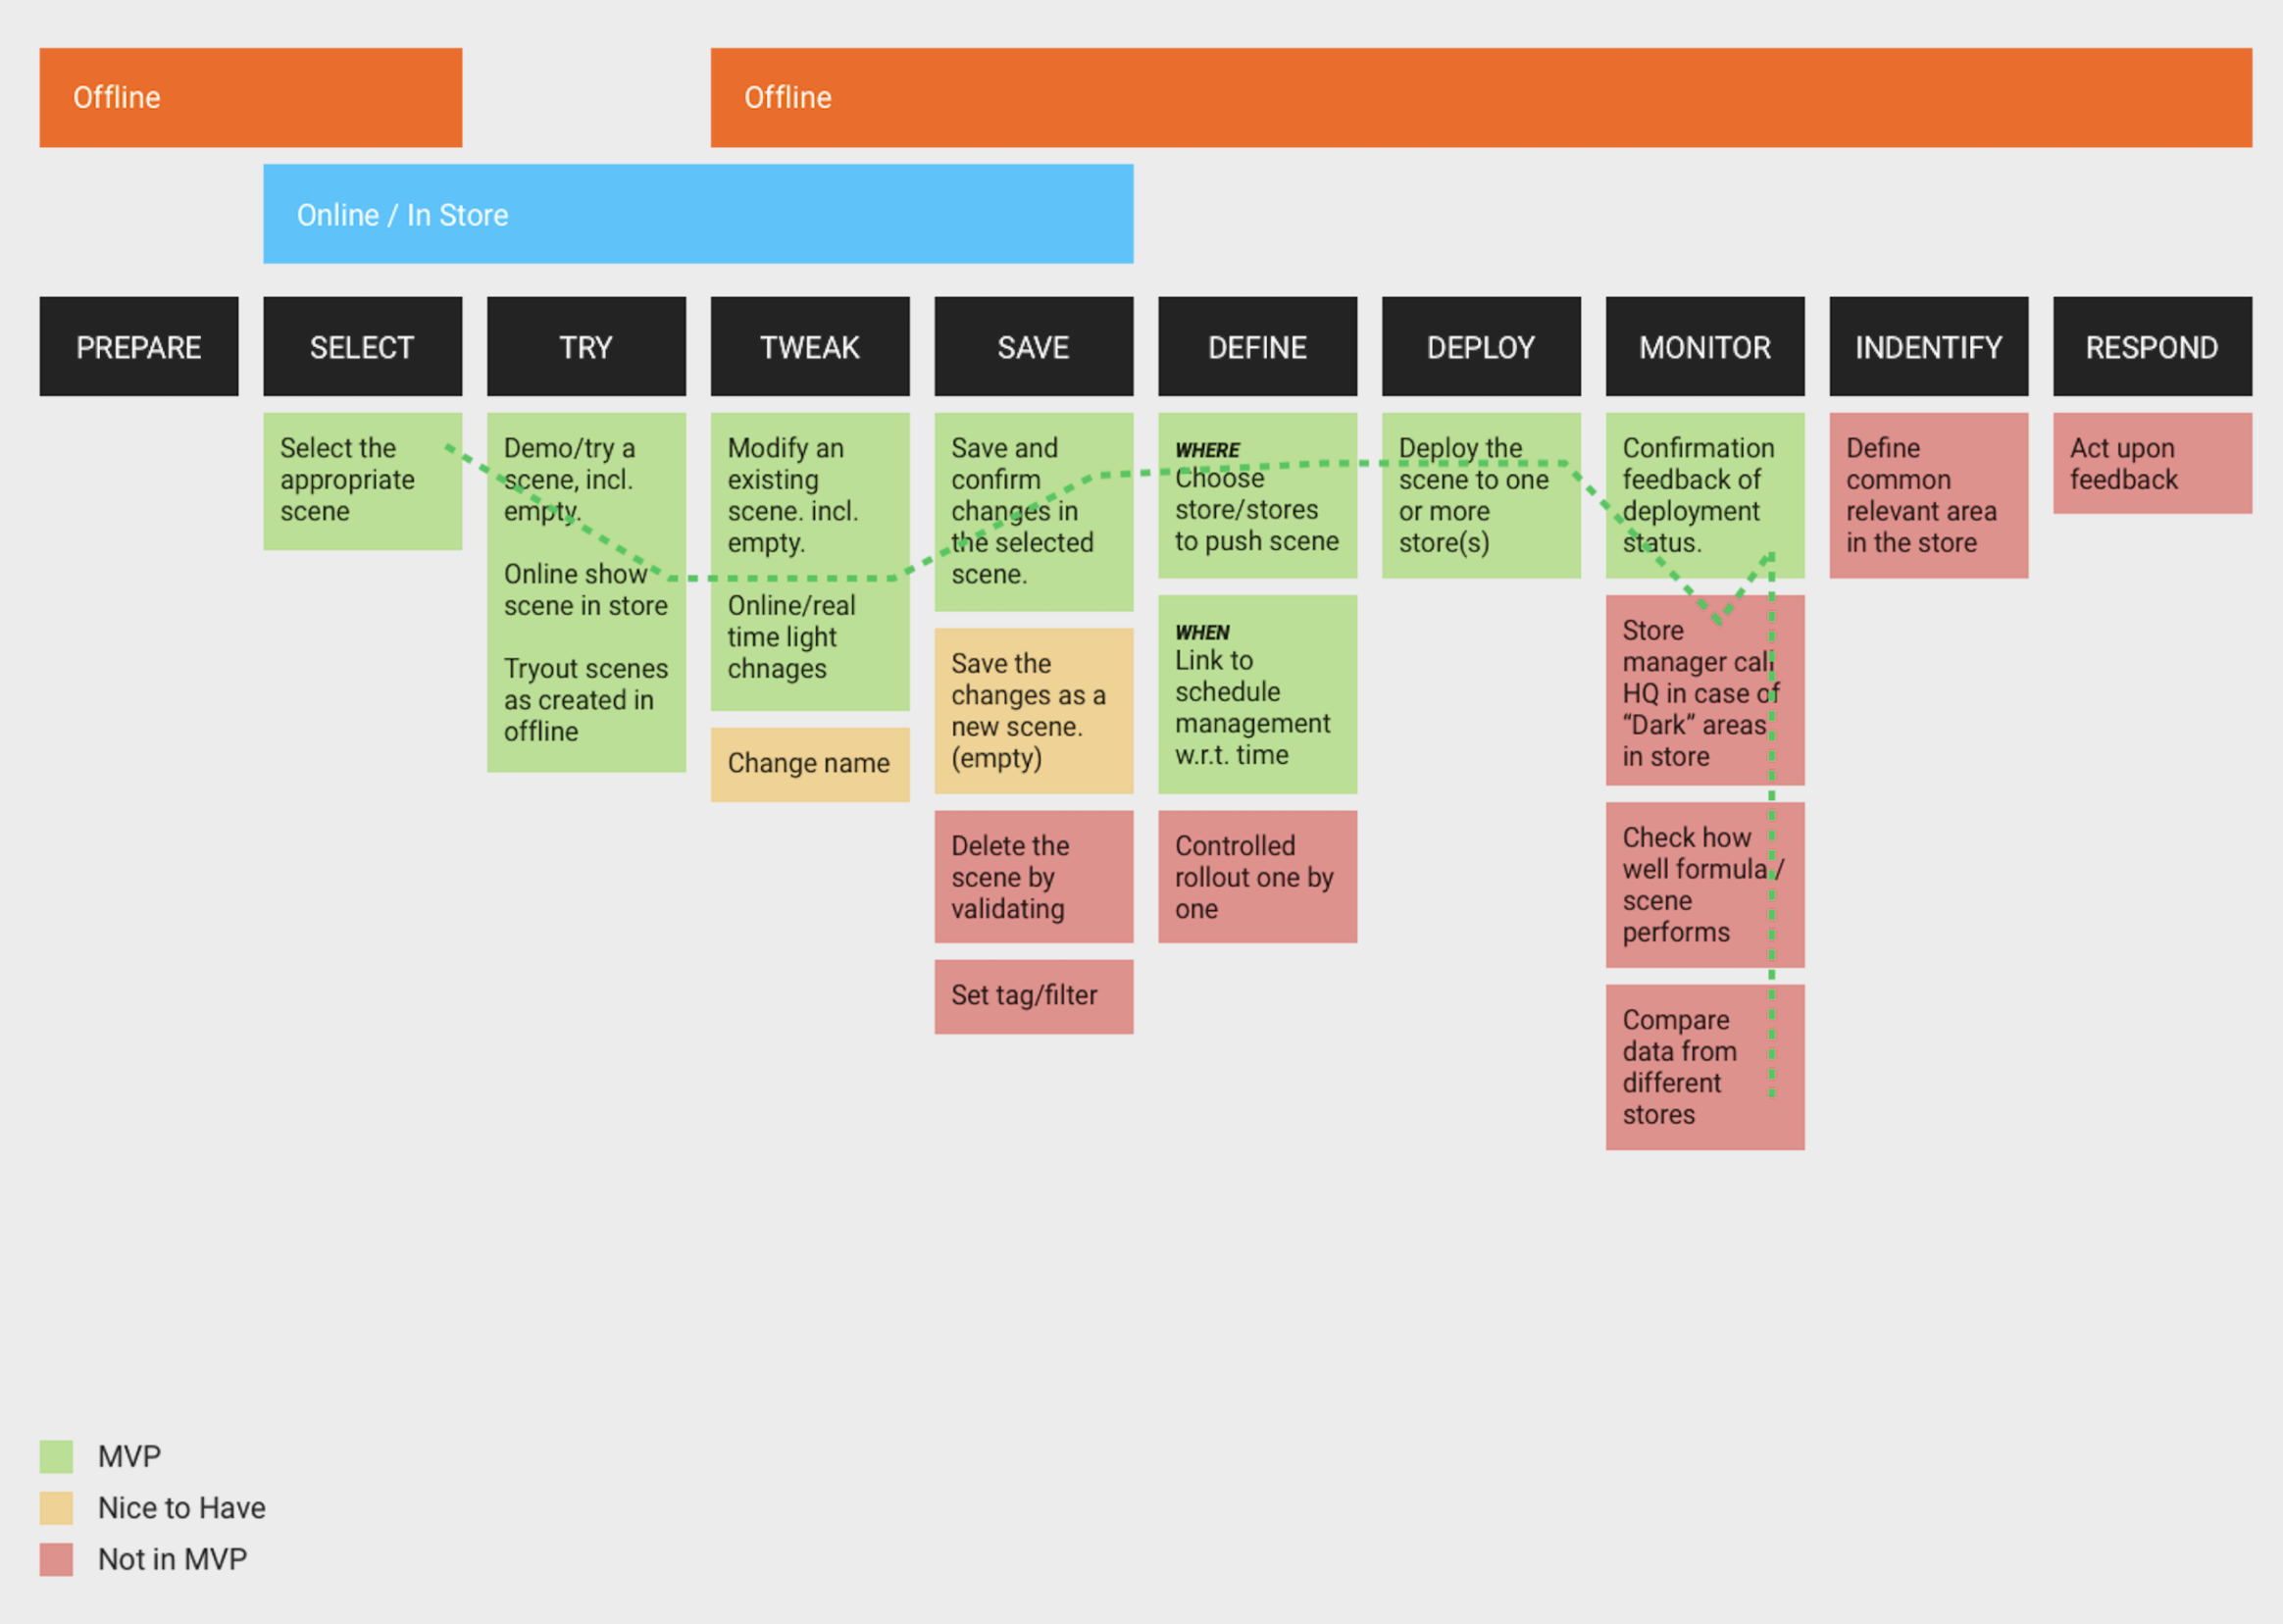 Offline
Offline
Online / In Store
PREPARE
SELECT
TRY
TWEAK
SAVE
DEFINE
DEPLOY
MONITOR
INDENTIFY
RESPOND
Select the
appropriate
scene
Demo/try a
scene, incl.
empty.
Online show
scene in store
Tryout scenes
as created in
offline
Modify an
existing
scene. incl.
empty.
Online/real
time light
chnages
Change name
Save and
confirm
changes in
the selected
scene.
Save the
changes as a
new scene.
(empty)
Delete the
scene by
validating
Set tag/filter
WHERE
Choose
store/stores
to push scene
WHEN
Link to
schedule
management
w.r.t. time
Controlled
rollout one by
one
Deploy the
scene to one
or more
store(s)
Confirmation
feedback of
deployment
status.
Store
manager call
HQ in case of
“Dark” areas
in store
Check how
well formula /
scene
performs
Compare
data from
different
stores
Define
common
relevant area
in the store
Act upon
feedback
MVP
Nice to Have
Not in MVP